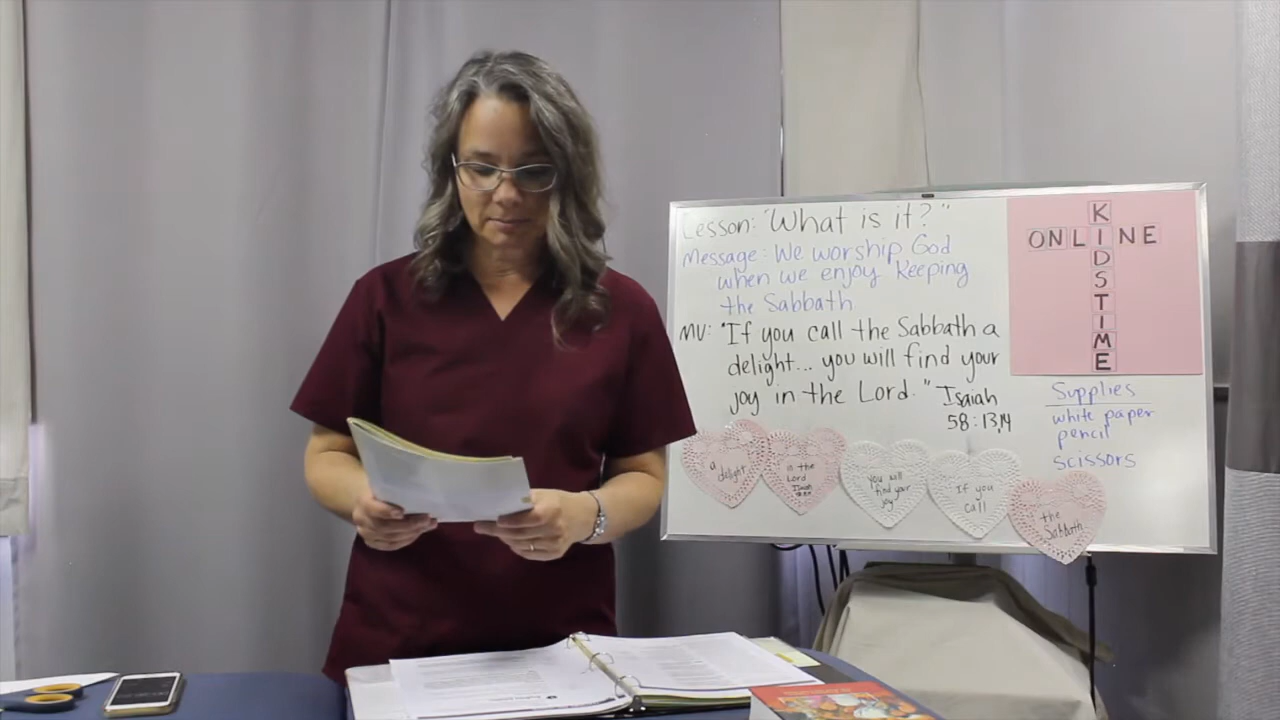 Lesson: "What is it?"
Message: We worship God
when we enjoy keeping
the Sabbath
MV: "If you call the Sabbath a
delight... you will find your
joy in the Lord." Isaiah
58:13,14
KIDSTIME
ONLINE
Supplies
white paper
pencil
scissors
a
delight
in the
Lord
Isaiah
you will
find your
joy
If you
call
the
Sabbath